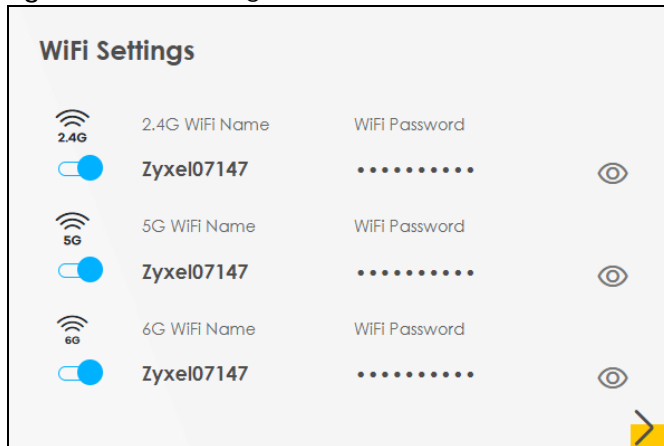 WiFi Settings
2.4G
2.4G WiFi Name WiFi Password
Zyxel07147 ••••••••••
5G
5G WiFi Name WiFi Password
Zyxel07147 ••••••••••
6G
6G WiFi Name WiFi Password
Zyxel07147 ••••••••••